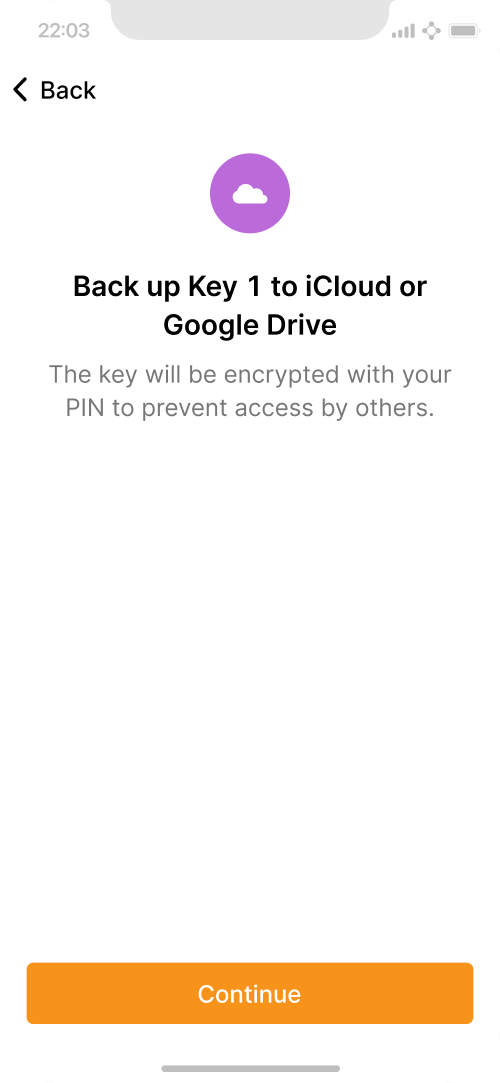 22:03
Back
Back up Key 1 to iCloud or
Google Drive
The key will be encrypted with your
PIN to prevent access by others.
Continue